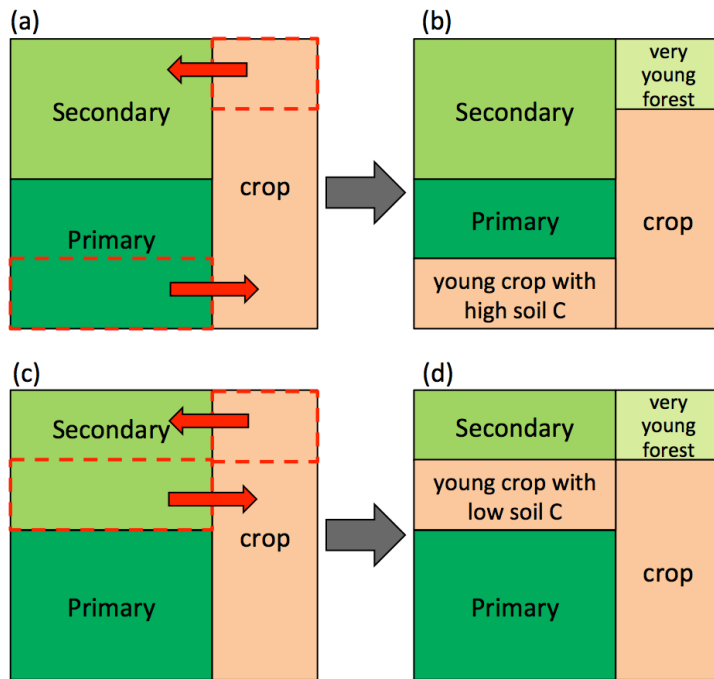 (a)
Secondary
crop
Primary
(b)
Secondary
very
young
forest
Primary
crop
young crop with
high soil C
(c)
Secondary
crop
Primary
(d)
Secondary
very
young
forest
young crop with
low soil C
crop
Primary